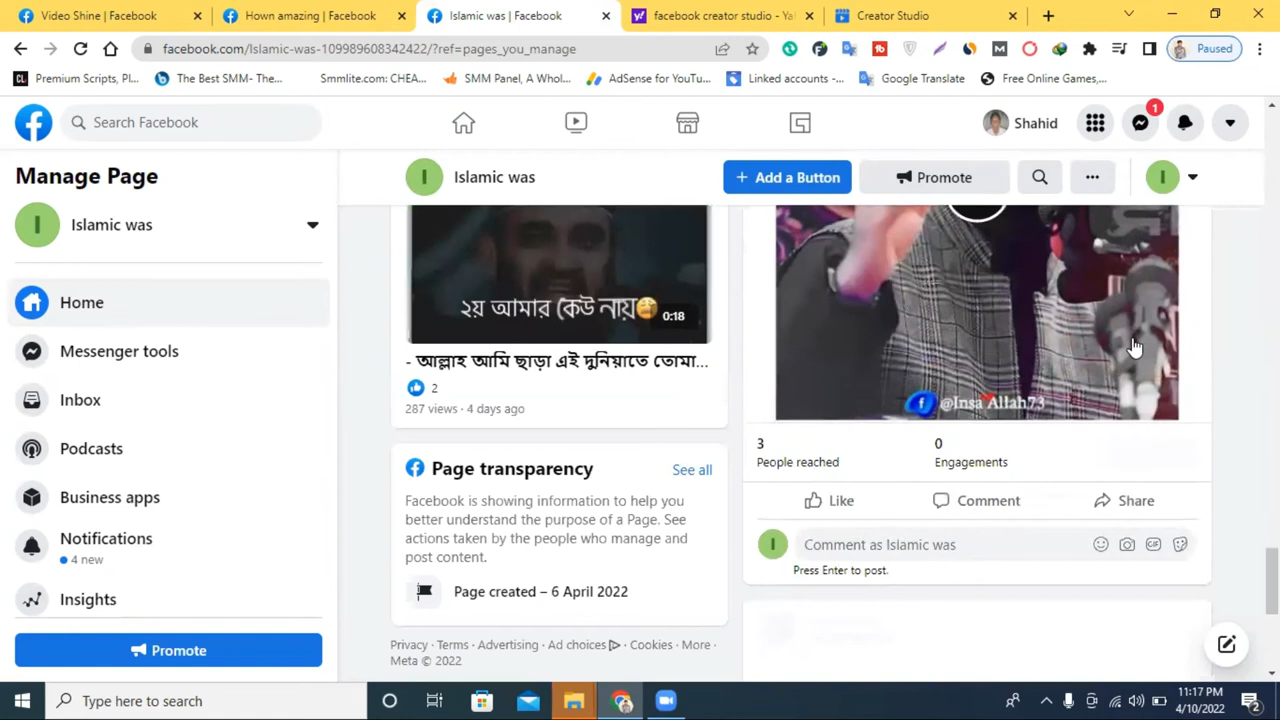 Video Shine | Facebook
Hown amazing | Facebook
Islamic was | Facebook
facebook creator studio - Ya
Creator Studio
facebook.com/Islamic-was-109989608342422/?ref=pages_you_manage
Paused
Premium Scripts, Pl...
The Best SMM- The...
Smmlite.com: CHEA...
SMM Panel, A Whol...
AdSense for YouTu...
Linked accounts -...
Google Translate
Free Online Games,...
Search Facebook
Shahid
1
Manage Page
Islamic was
Add a Button
Promote
Islamic was
Home
Messenger tools
Inbox
Podcasts
Business apps
Notifications
4 new
Insights
Promote
২য় আমার কেউ নায়
0:18
- আল্লাহ আমি ছাড়া এই দুনিয়াতে তোমা...
2
287 views · 4 days ago
Page transparency
See all
Facebook is showing information to help you
better understand the purpose of a Page. See
actions taken by the people who manage and
post content.
Page created – 6 April 2022
Privacy · Terms · Advertising · Ad choices · Cookies · More ·
Meta © 2022
@Insa Allah73
3
People reached
0
Engagements
Like
Comment
Share
Comment as Islamic was
Press Enter to post.
Type here to search
11:17 PM
4/10/2022
2